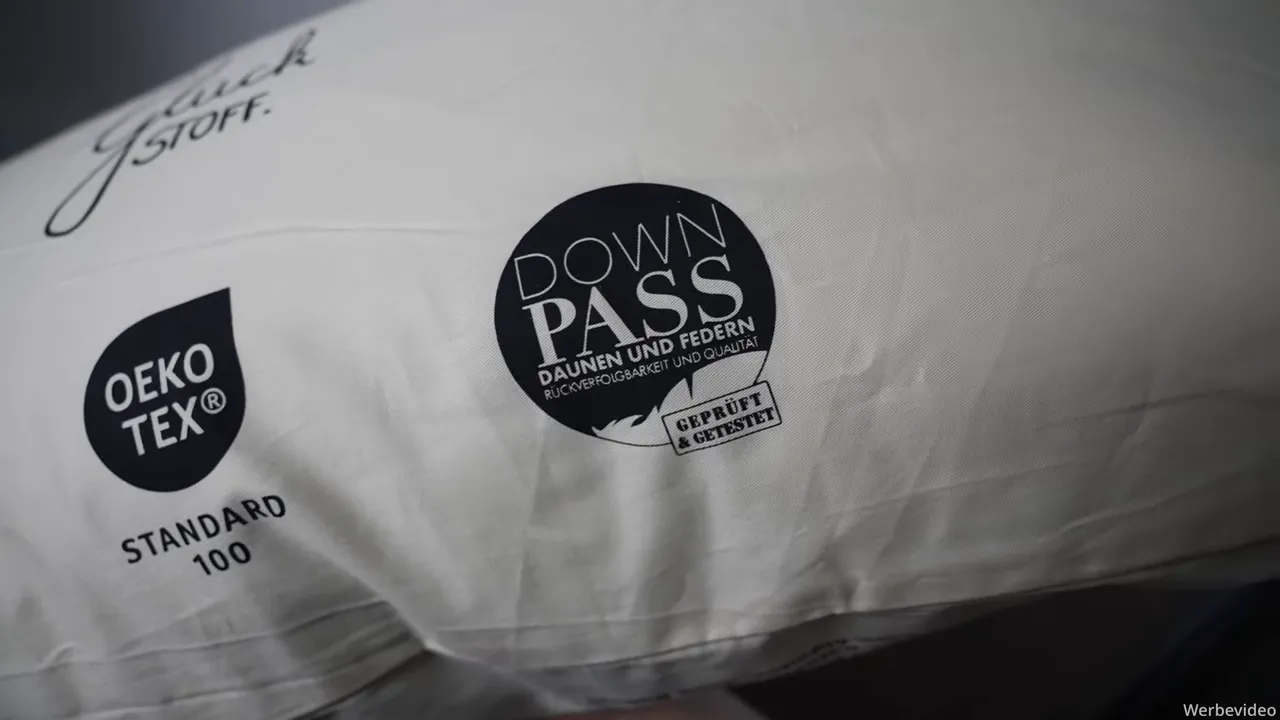 Glück
STOFF.
OEKO
TEX®
STANDARD
100
DOWN
PASS
DAUNEN UND FEDERN
RÜCKVERFOLGBARKEIT UND QUALITÄT
GEPRÜFT
& GETESTET
Werbevideo